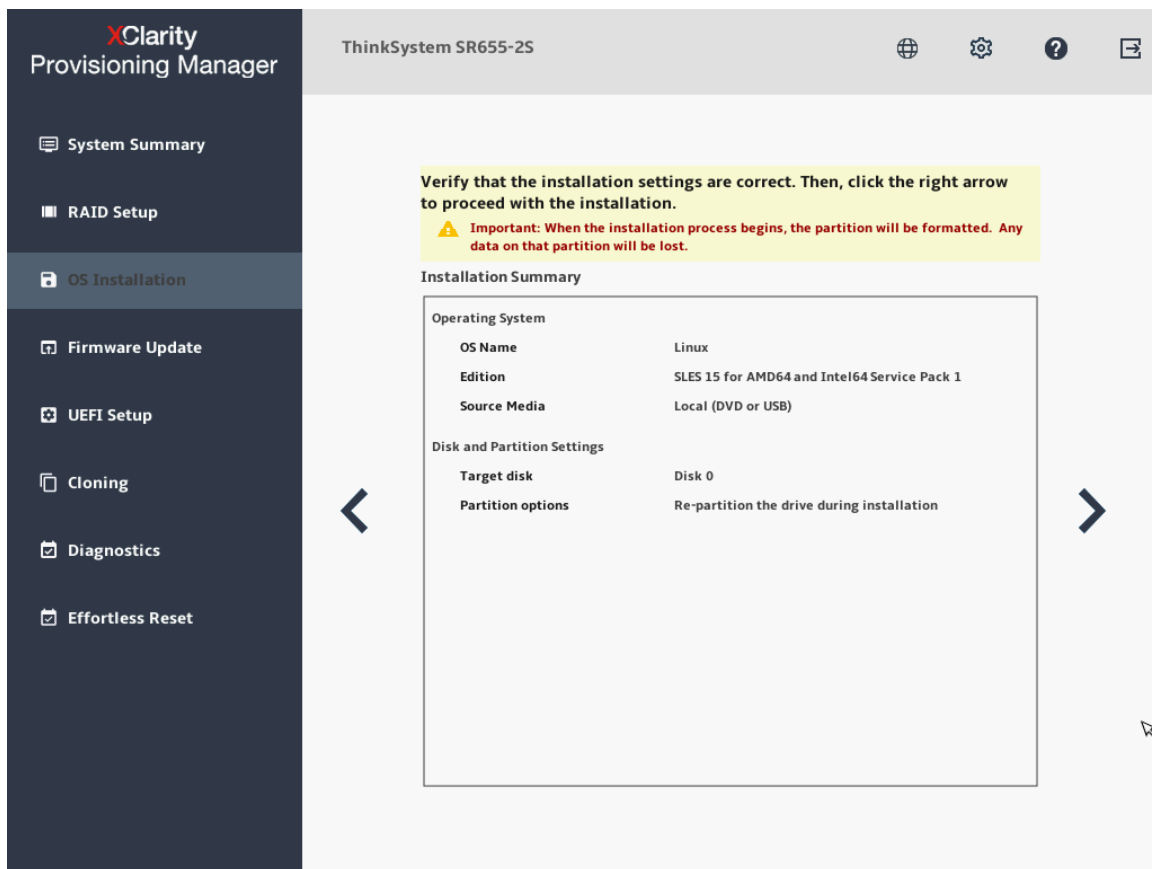 XClarity
Provisioning Manager
ThinkSystem SR655-2S
System Summary
RAID Setup
OS Installation
Firmware Update
UEFI Setup
Cloning
Diagnostics
Effortless Reset
Verify that the installation settings are correct. Then, click the right arrow
to proceed with the installation.
Important: When the installation process begins, the partition will be formatted. Any
data on that partition will be lost.
Installation Summary
Operating System
OS Name Linux
Edition SLES 15 for AMD64 and Intel64 Service Pack 1
Source Media Local (DVD or USB)
Disk and Partition Settings
Target disk Disk 0
Partition options Re-partition the drive during installation